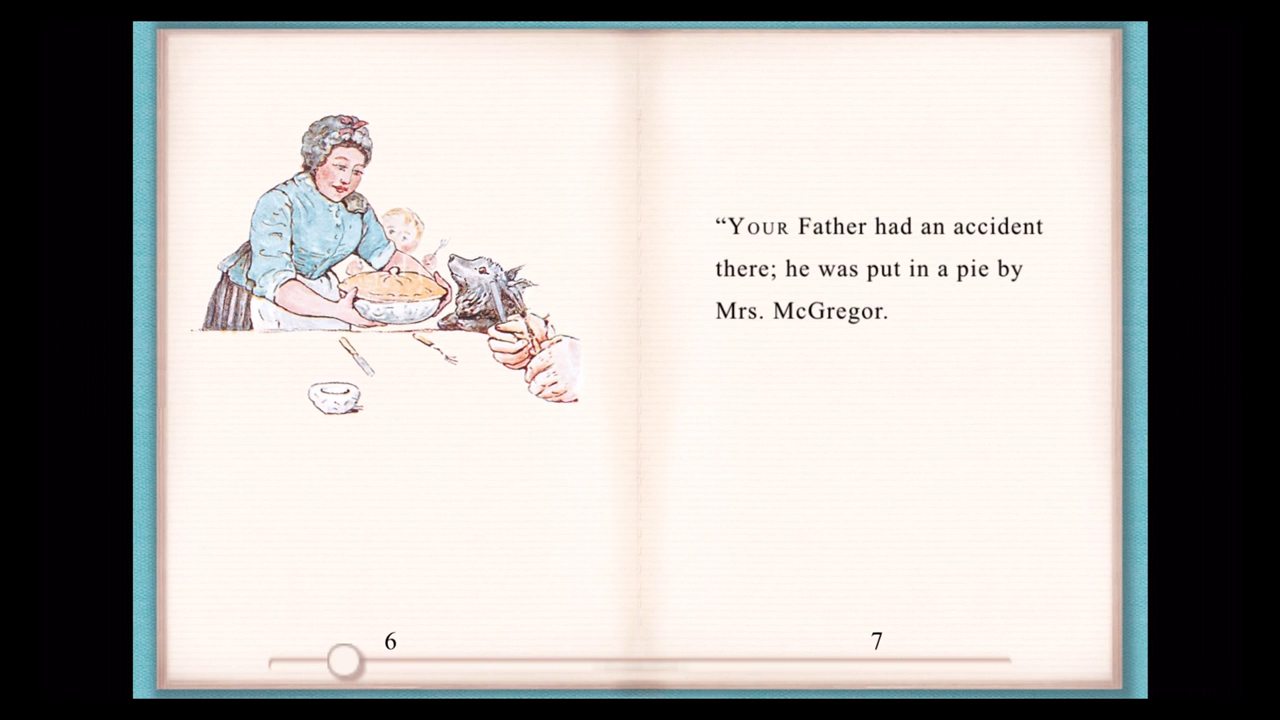 “YOUR Father had an accident
there; he was put in a pie by
Mrs. McGregor.
6
7